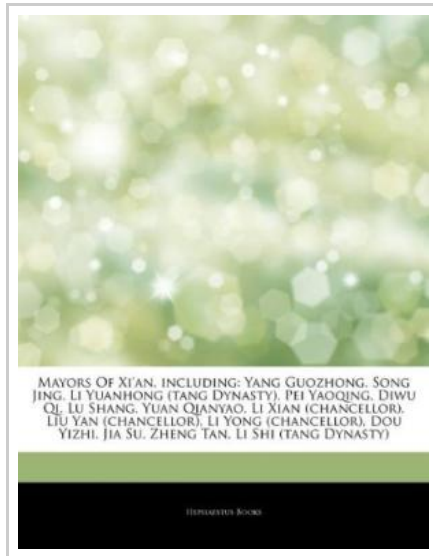 Mayors Of Xi'an, including: Yang Guozhong, Song
Jing, Li Yuanhong (tang Dynasty), Pei Yaoqing, Diwu
Qi, Lu Shang, Yuan Qianyao, Li Xian (chancellor),
Liu Yan (chancellor), Li Yong (chancellor), Dou
Yizhi, Jia Su, Zheng Tan, Li Shi (tang Dynasty)
Hephaestus Books